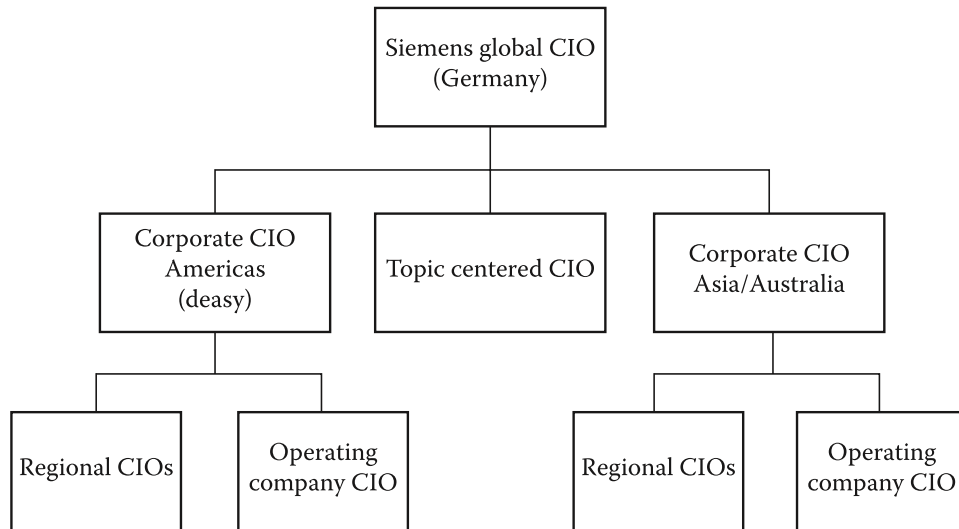 Siemens global CIO
(Germany)
Corporate CIO
Americas
(deasy)
Topic centered CIO
Corporate CIO
Asia/Australia
Regional CIOs
Operating
company CIO
Regional CIOs
Operating
company CIO